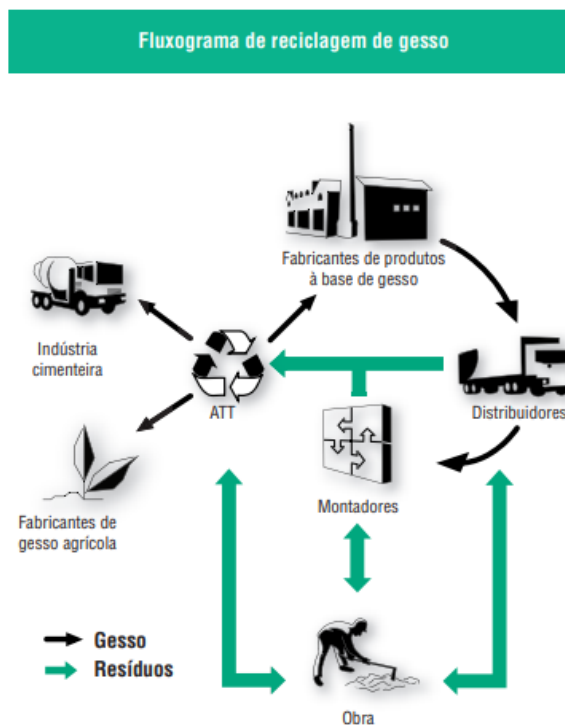 Fluxograma de reciclagem de gesso
Fabricantes de produtos
à base de gesso
Indústria
cimenteira
ATT
Distribuidores
Fabricantes de
gesso agrícola
Montadores
Gesso
Resíduos
Obra